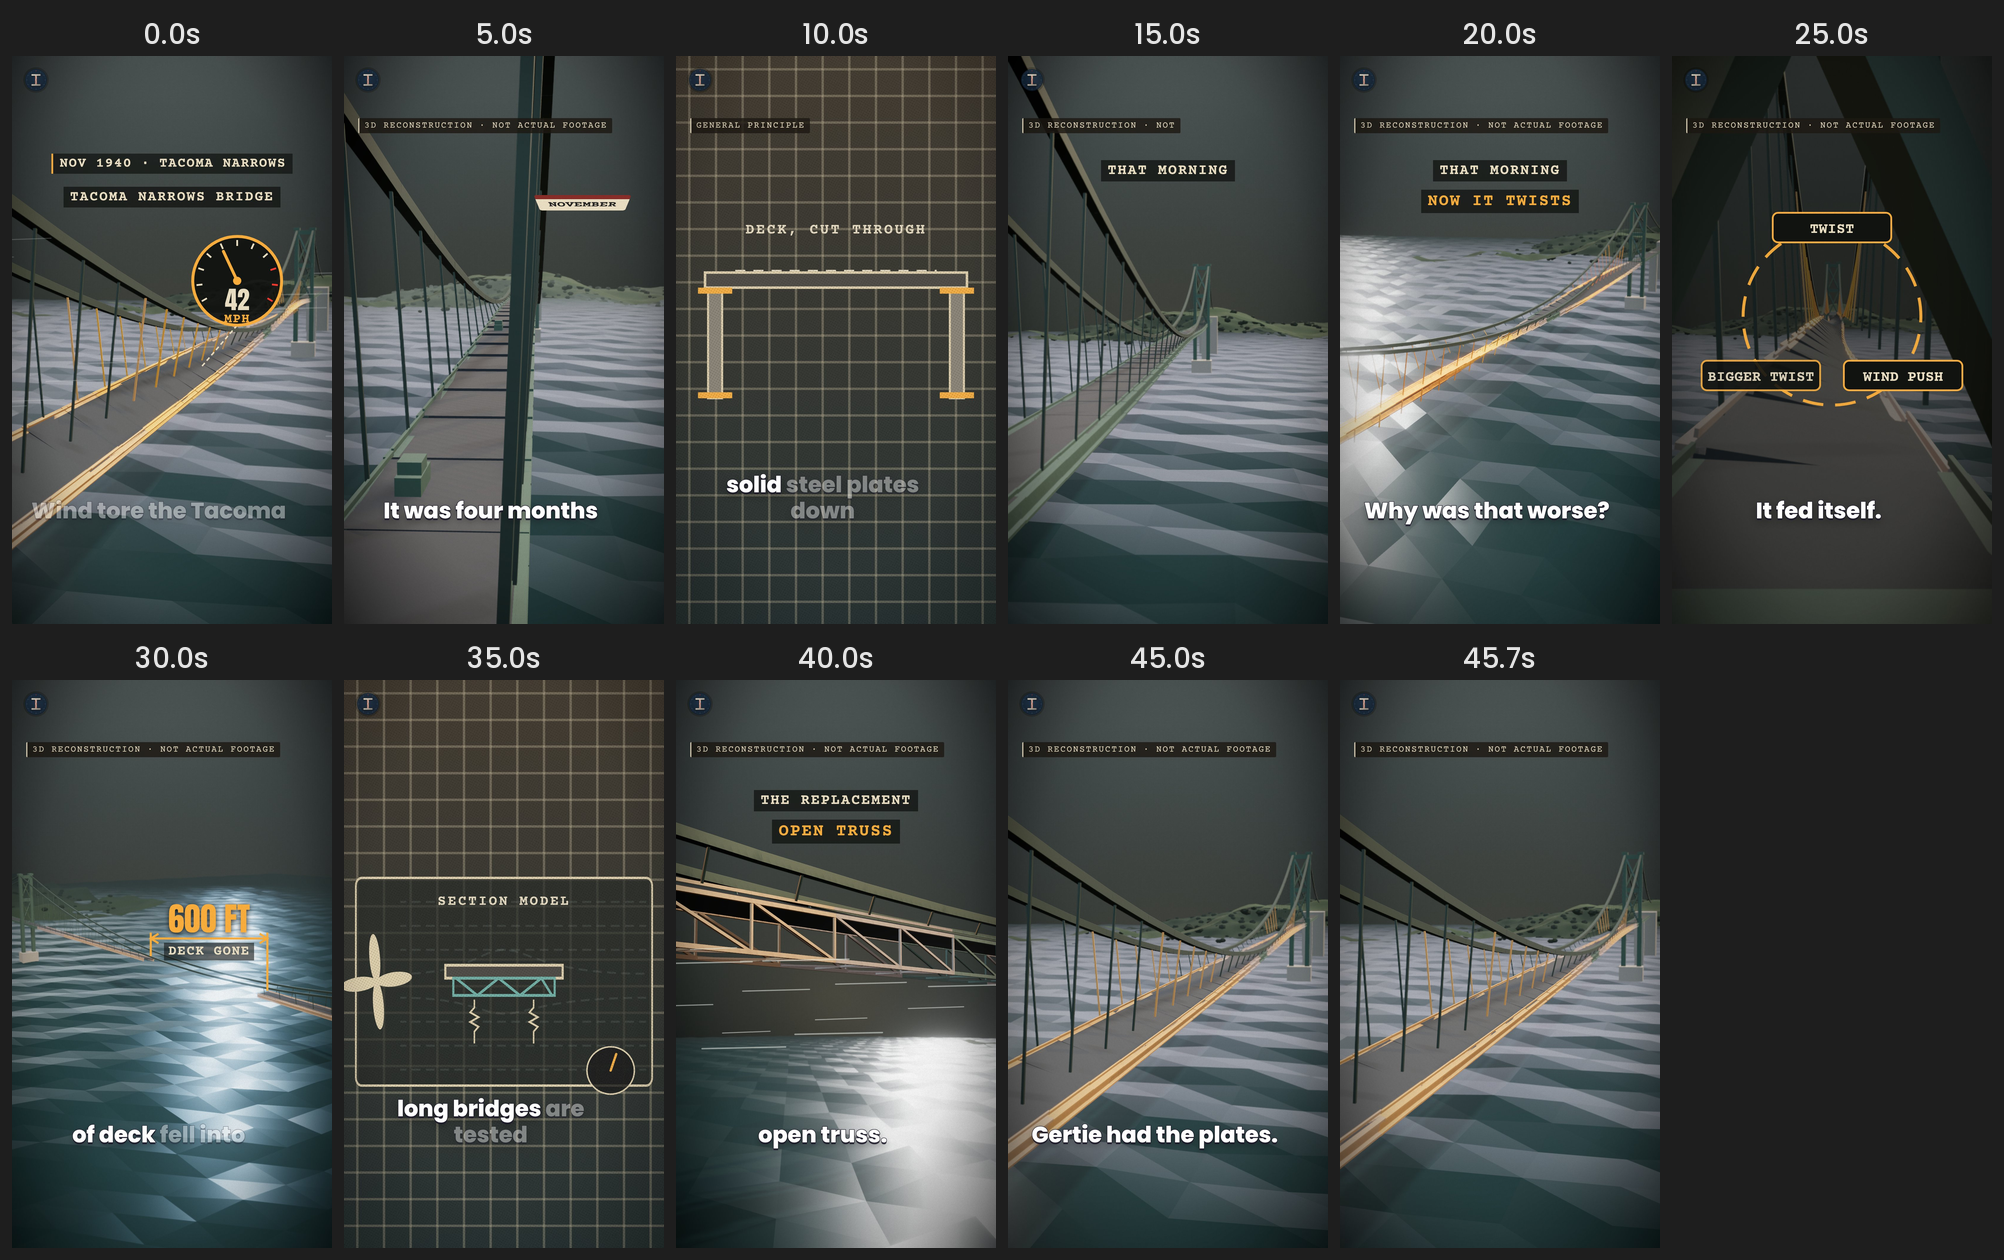 0.0s
5.0s
10.0s
15.0s
20.0s
25.0s
NOV 1940 · TACOMA NARROWS
TACOMA NARROWS BRIDGE
42
MPH
Wind tore the Tacoma
3D RECONSTRUCTION · NOT ACTUAL FOOTAGE
NOVEMBER
It was four months
GENERAL PRINCIPLE
DECK, CUT THROUGH
solid steel plates
down
3D RECONSTRUCTION · NOT
THAT MORNING
3D RECONSTRUCTION · NOT ACTUAL FOOTAGE
THAT MORNING
NOW IT TWISTS
Why was that worse?
3D RECONSTRUCTION · NOT ACTUAL FOOTAGE
TWIST
BIGGER TWIST
WIND PUSH
It fed itself.
30.0s
35.0s
40.0s
45.0s
45.7s
3D RECONSTRUCTION · NOT ACTUAL FOOTAGE
600 FT
DECK GONE
of deck fell into
SECTION MODEL
long bridges are
tested
3D RECONSTRUCTION · NOT ACTUAL FOOTAGE
THE REPLACEMENT
OPEN TRUSS
open truss.
3D RECONSTRUCTION · NOT ACTUAL FOOTAGE
Gertie had the plates.
3D RECONSTRUCTION · NOT ACTUAL FOOTAGE